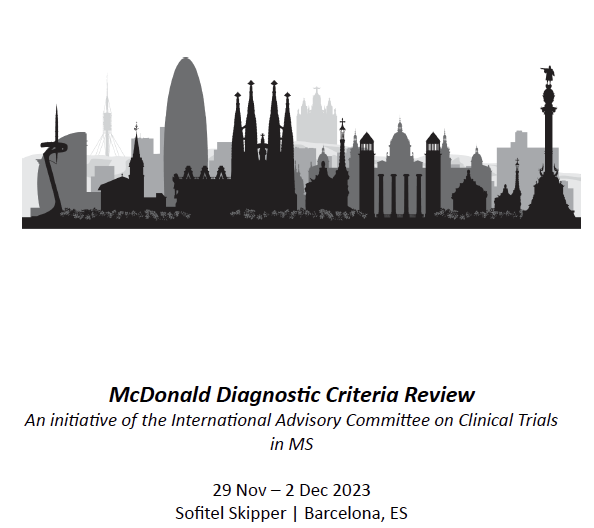 McDonald Diagnostic Criteria Review
An initiative of the International Advisory Committee on Clinical Trials
in MS
29 Nov – 2 Dec 2023
Sofitel Skipper | Barcelona, ES